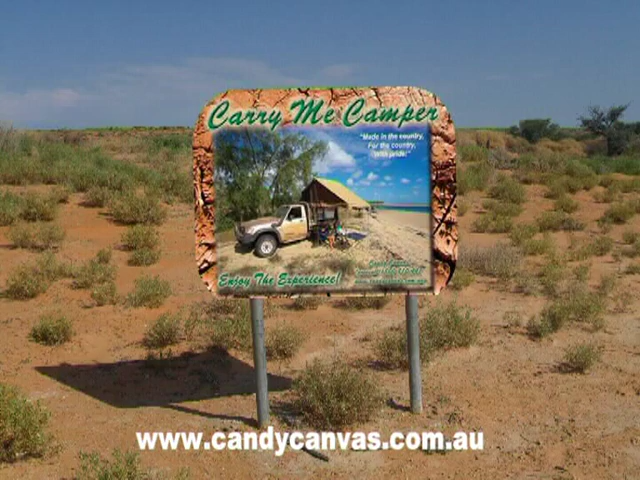 Carry Me Camper
"Made in the country,
For the country,
with pride!"
Enjoy The Experience!
www.candycanvas.com.au